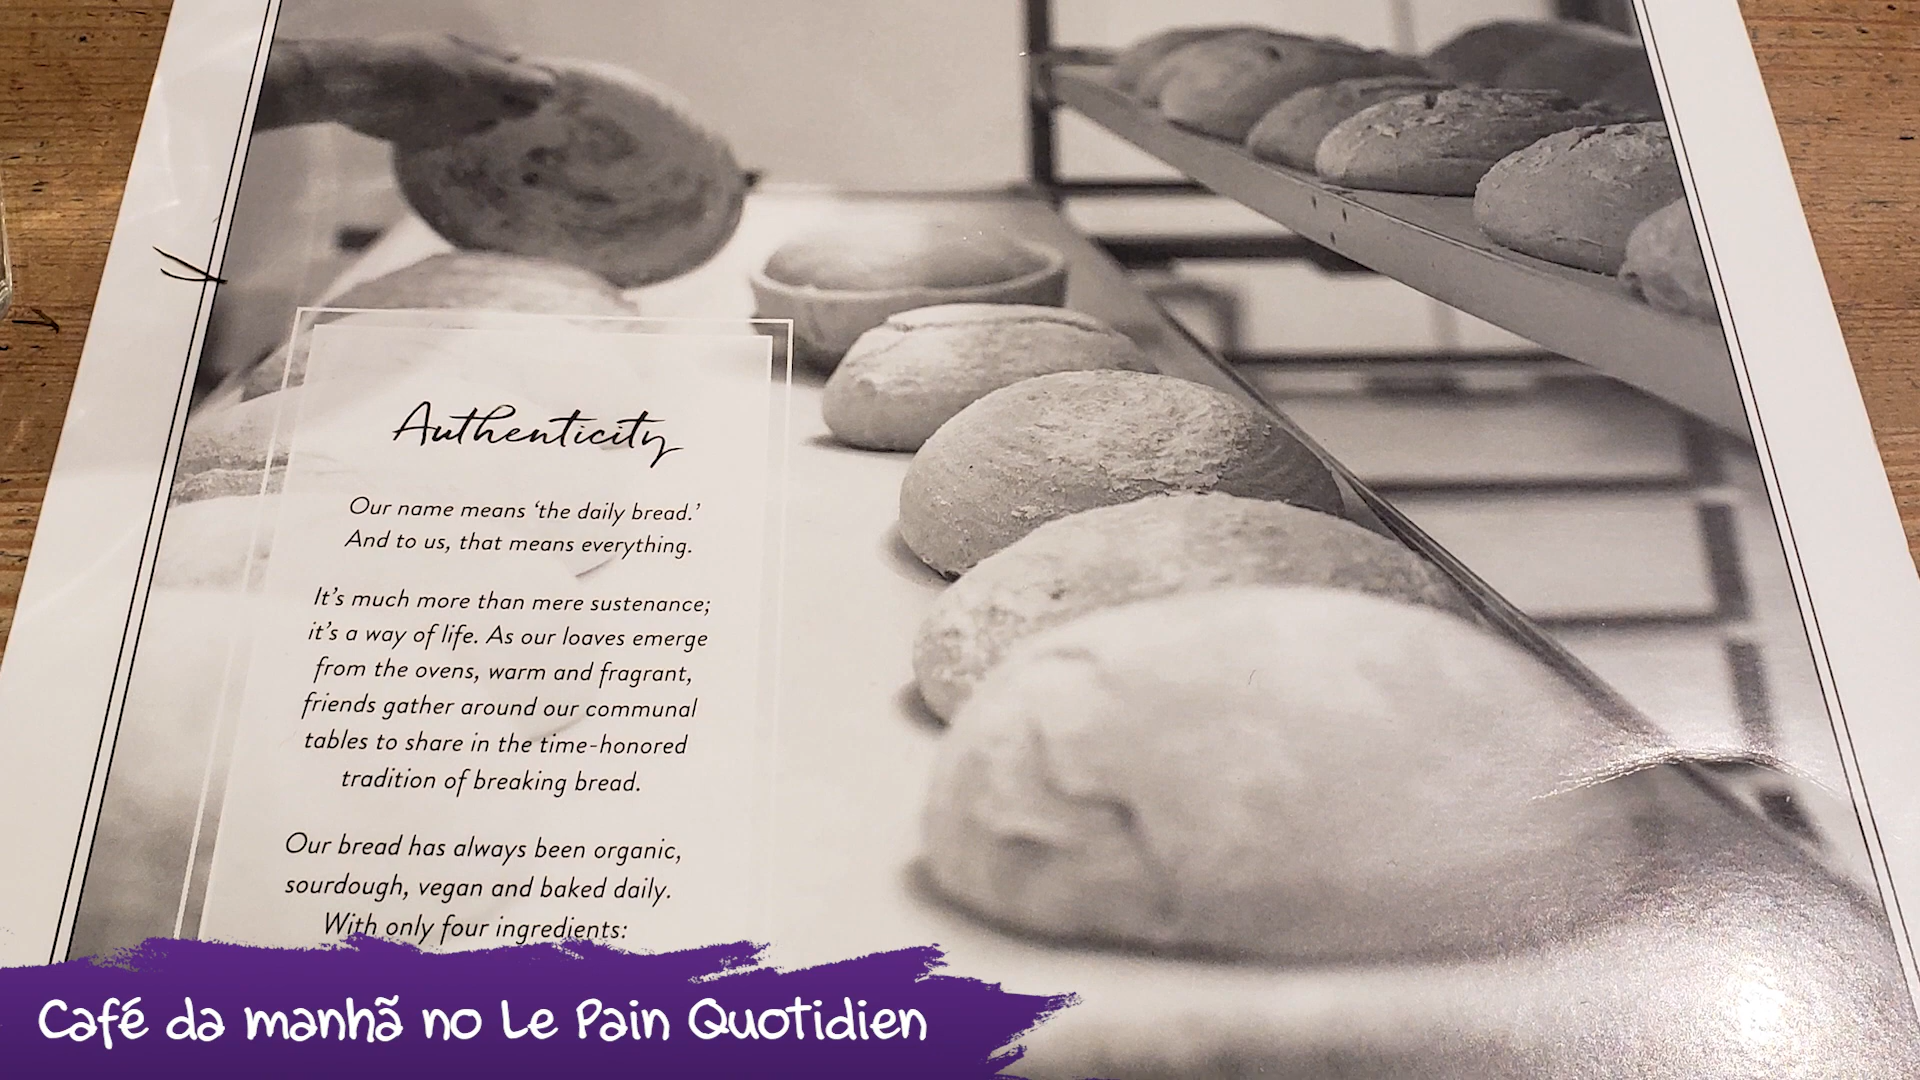 Authenticity
Our name means ‘the daily bread.’
And to us, that means everything.
It’s much more than mere sustenance;
it’s a way of life. As our loaves emerge
from the ovens, warm and fragrant,
friends gather around our communal
tables to share in the time-honored
tradition of breaking bread.
Our bread has always been organic,
sourdough, vegan and baked daily.
With only four ingredients:
Café da manhã no Le Pain Quotidien